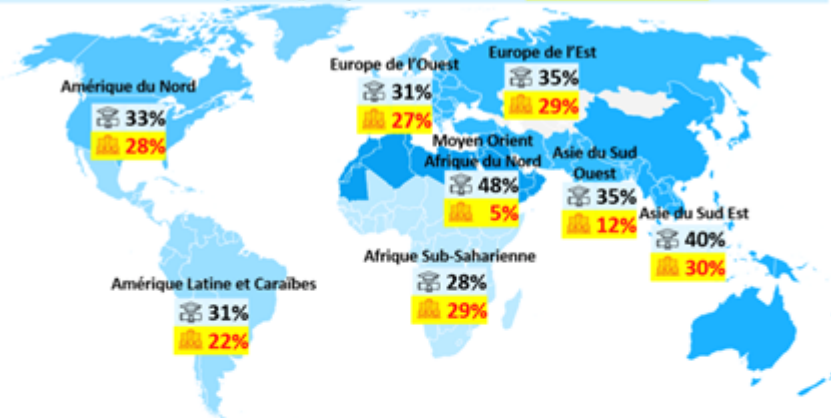 Amérique du Nord
33%
28%
Europe de l'Ouest
31%
27%
Europe de l'Est
35%
29%
Moyen Orient
Afrique du Nord
48%
5%
Asie du Sud
Ouest
35%
12%
Asie du Sud Est
40%
30%
Afrique Sub-Saharienne
28%
29%
Amérique Latine et Caraïbes
31%
22%